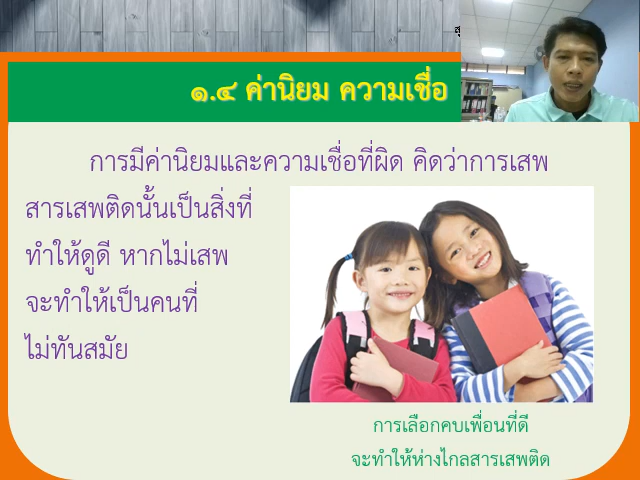 ๑.๔ ค่านิยม ความเชื่อ
การมีค่านิยมและความเชื่อที่ผิด คิดว่าการเสพ
สารเสพติดนั้นเป็นสิ่งที่
ทำให้ดูดี หากไม่เสพ
จะทำให้เป็นคนที่
ไม่ทันสมัย
การเลือกคบเพื่อนที่ดี
จะทำให้ห่างไกลสารเสพติด